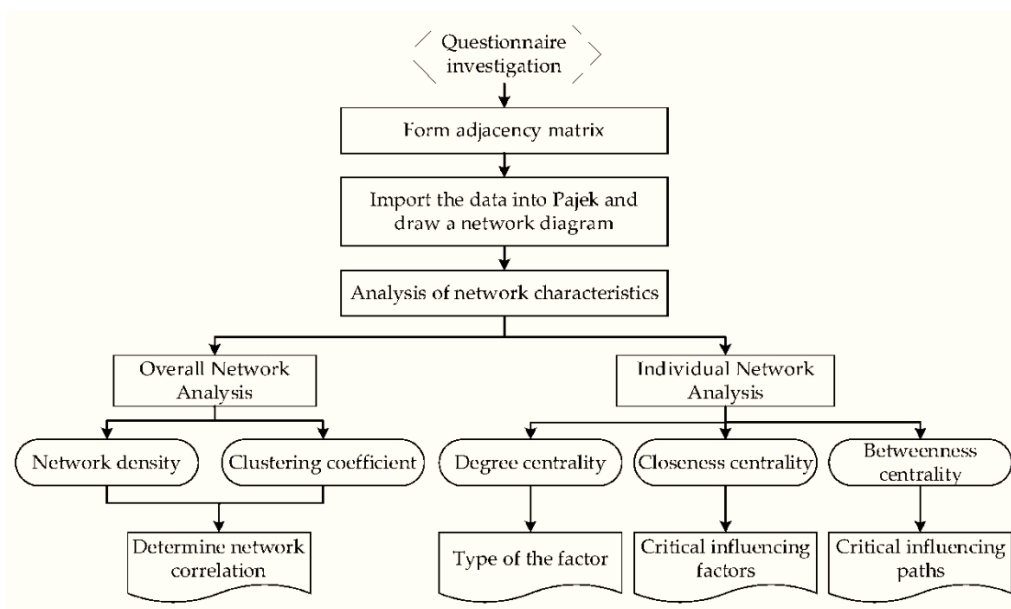 Questionnaire
investigation
Form adjacency matrix
Import the data into Pajek and
draw a network diagram
Analysis of network characteristics
Overall Network
Analysis
Individual Network
Analysis
Network density
Clustering coefficient
Degree centrality
Closeness centrality
Betweenness
centrality
Determine network
correlation
Type of the factor
Critical influencing
factors
Critical influencing
paths